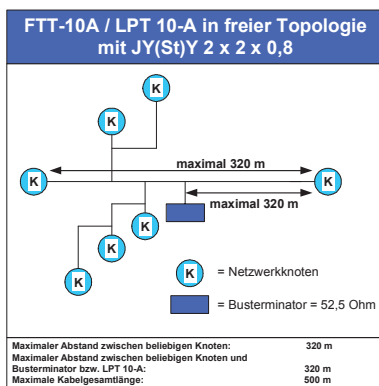 FTT-10A / LPT 10-A in freier Topologie
mit JY(St)Y 2 x 2 x 0,8
K
K
maximal 320 m
K
K
maximal 320 m
K
K
K
K = Netzwerkknoten
= Busterminator = 52,5 Ohm
Maximaler Abstand zwischen beliebigen Knoten: 320 m
Maximaler Abstand zwischen beliebigen Knoten und
Busterminator bzw. LPT 10-A: 320 m
Maximale Kabelgesamtlänge: 500 m